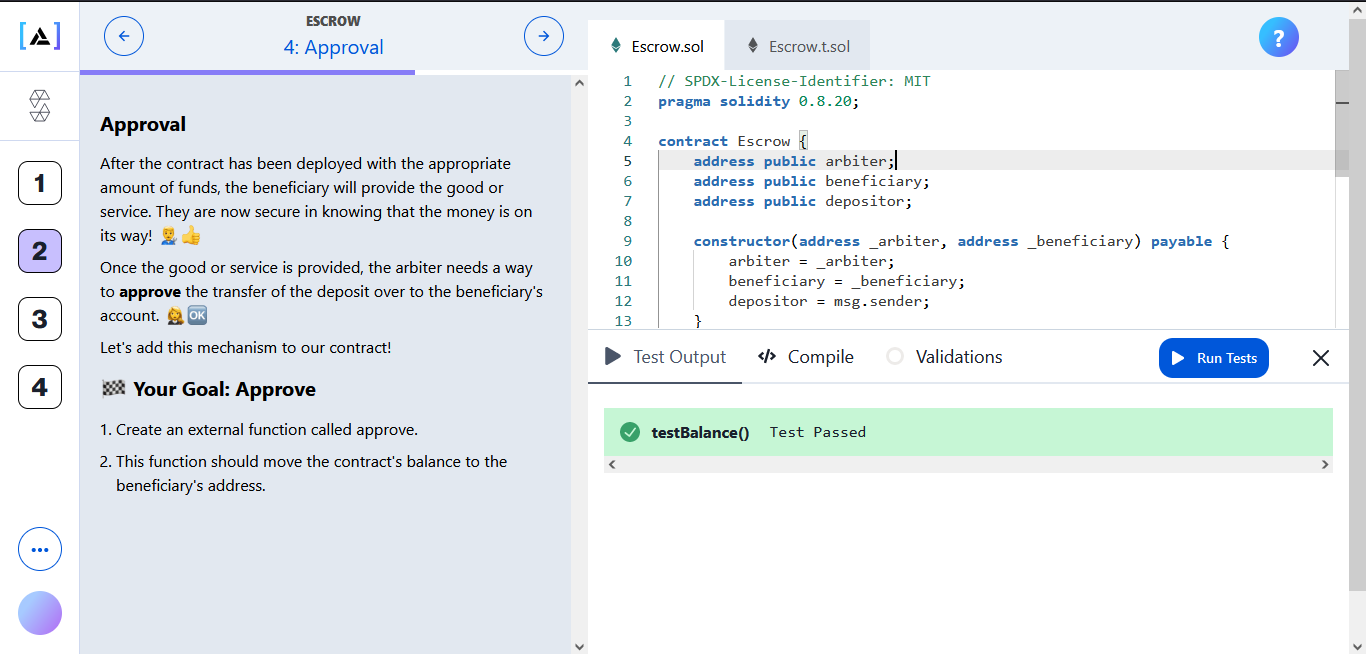 ESCROW
4: Approval
1
2
3
4
Approval
After the contract has been deployed with the appropriate
amount of funds, the beneficiary will provide the good or
service. They are now secure in knowing that the money is on
its way! 👨‍🔧👍
Once the good or service is provided, the arbiter needs a way
to approve the transfer of the deposit over to the beneficiary's
account. 👩‍⚖️🆗
Let's add this mechanism to our contract!
🏁 Your Goal: Approve
1. Create an external function called approve.
2. This function should move the contract's balance to the
beneficiary's address.
Escrow.sol
Escrow.t.sol
?
1 // SPDX-License-Identifier: MIT
2 pragma solidity 0.8.20;
3
4 contract Escrow {
5     address public arbiter;
6     address public beneficiary;
7     address public depositor;
8
9     constructor(address _arbiter, address _beneficiary) payable {
10         arbiter = _arbiter;
11         beneficiary = _beneficiary;
12         depositor = msg.sender;
13     }
Test Output
Compile
Validations
Run Tests
testBalance() Test Passed